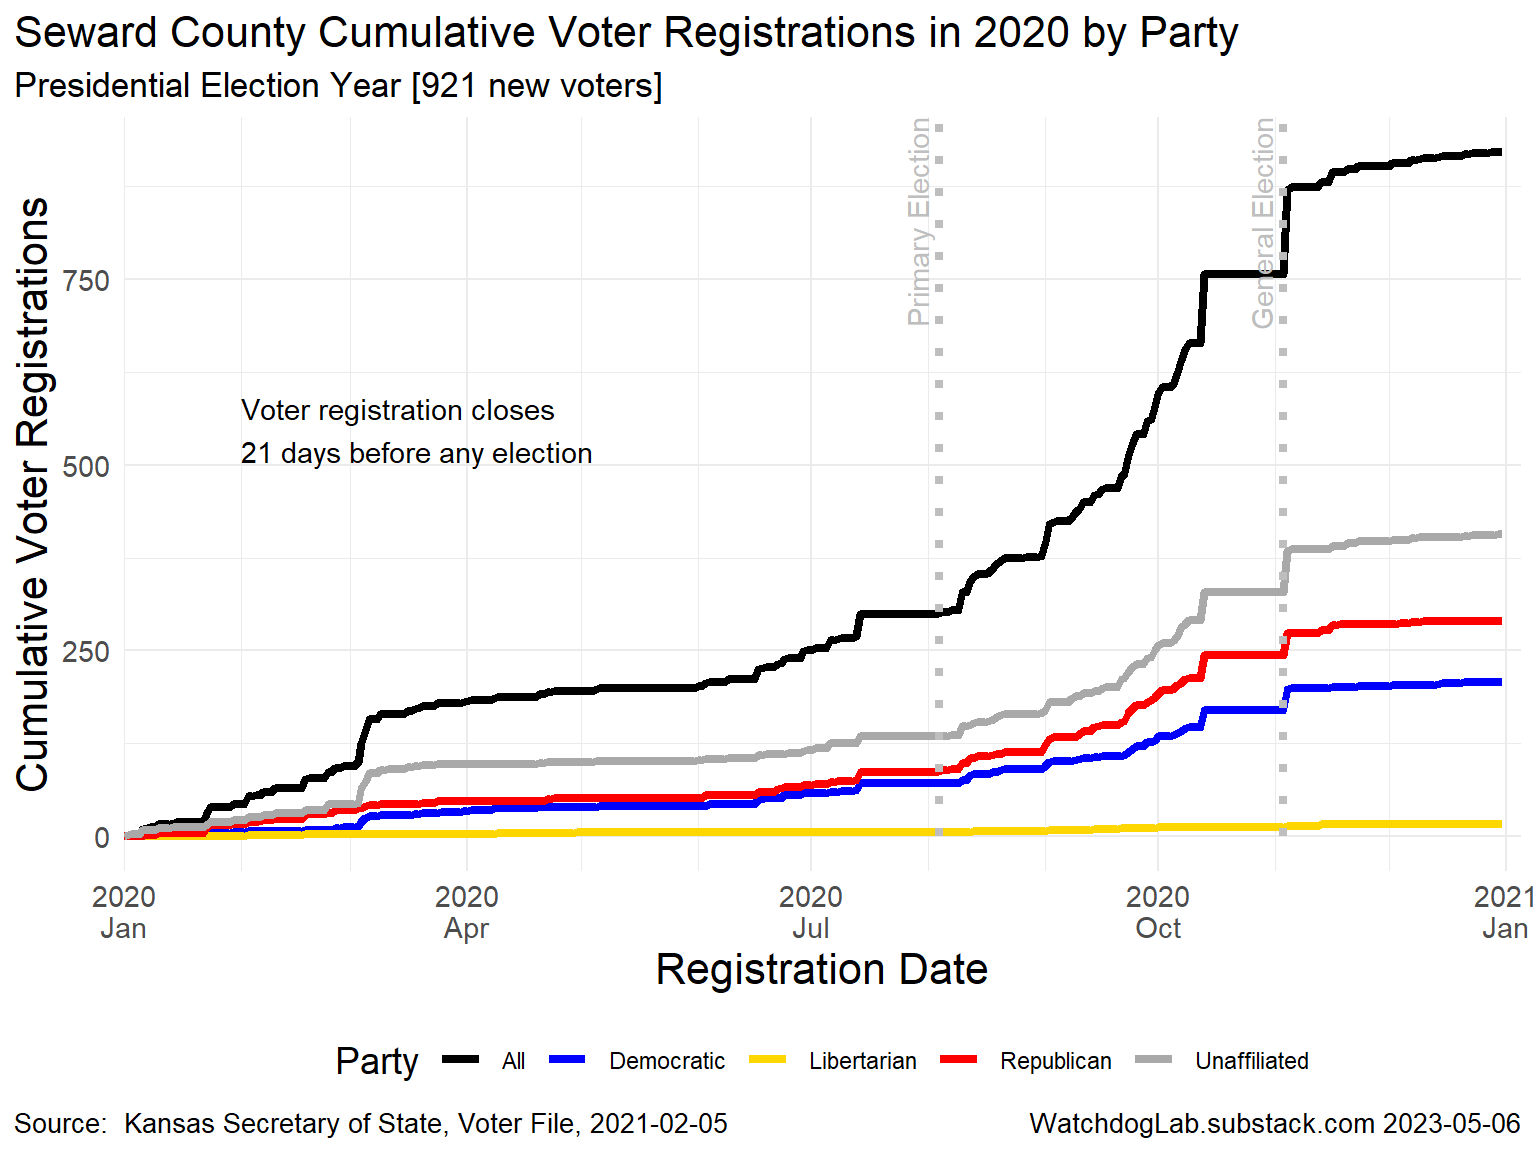 Seward County Cumulative Voter Registrations in 2020 by Party
Presidential Election Year [921 new voters]
Cumulative Voter Registrations
750
500
250
0
Primary Election
General Election
Voter registration closes
21 days before any election
2020 2020 2020 2020 2021
Jan Apr Jul Oct Jan
Registration Date
Party All Democratic Libertarian Republican Unaffiliated
Source:  Kansas Secretary of State, Voter File, 2021-02-05
WatchdogLab.substack.com 2023-05-06